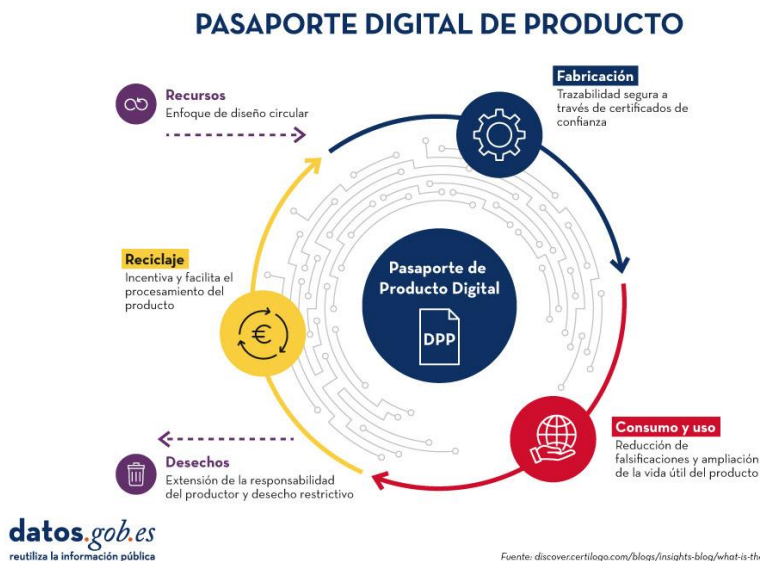 PASAPORTE DIGITAL DE PRODUCTO
Recursos
Enfoque de diseño circular
Fabricación
Trazabilidad segura a
través de certificados de
confianza
Reciclaje
Incentiva y facilita el
procesamiento del
producto
€
Pasaporte de
Producto Digital
DPP
Consumo y uso
Reducción de
falsificaciones y ampliación
de la vida útil del producto
Desechos
Extensión de la responsabilidad
del productor y desecho restrictivo
datos.gob.es
reutiliza la información pública
Fuente: discover.certilogo.com/blogs/insights-blog/what-is-the